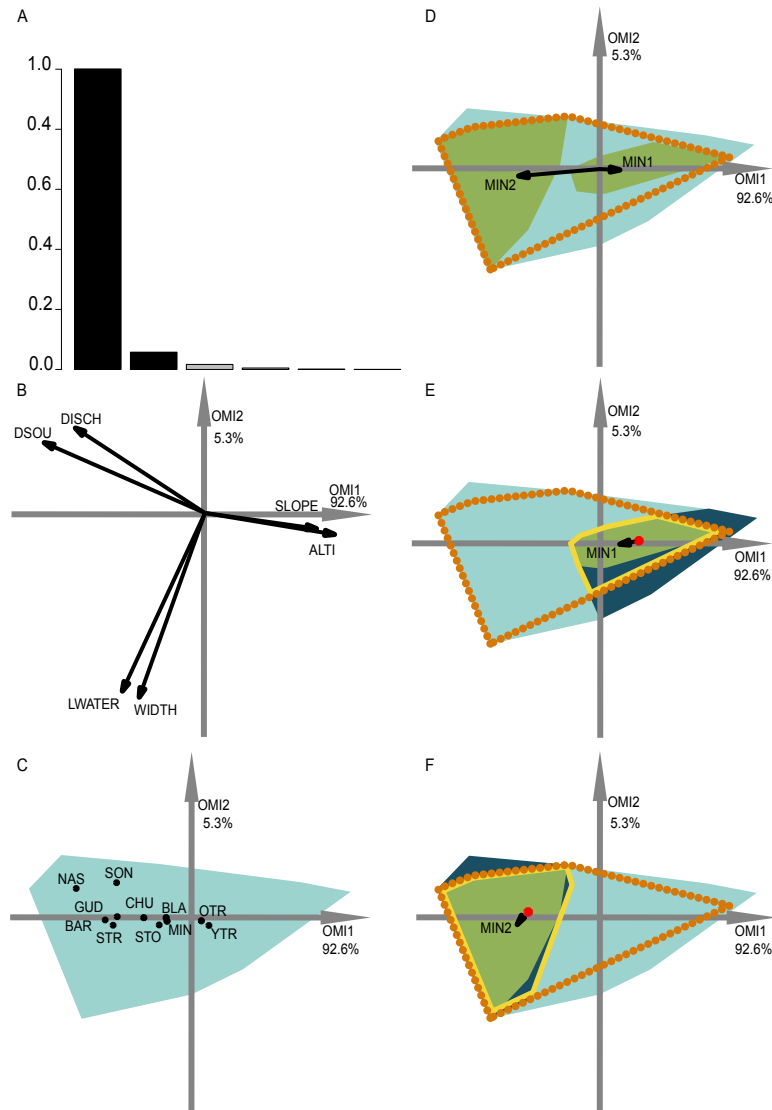 A
1.0
0.4
0.6
0.4
0.2
0.0
B
OMI2
5.3%
DISCH
DSOU
OMI1
92.6%
SLOPE
ALTI
LWATER
WIDTH
C
OMI2
5.3%
NAS
SON
GUD
CHU
BLA
OTR
BAR
STR
STO
MIN
YTR
OMI1
92.6%
D
OMI2
5.3%
MIN1
MIN2
OMI1
92.6%
E
OMI2
5.3%
MIN1
OMI1
92.6%
F
OMI2
5.3%
MIN2
OMI1
92.6%